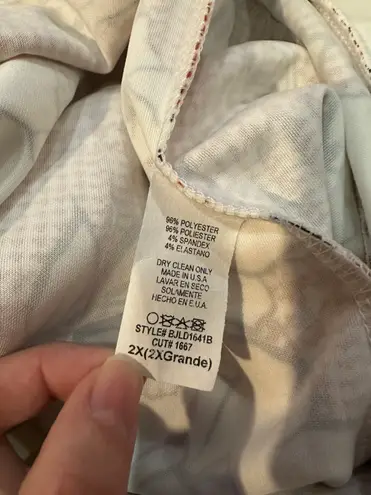 96% POLYESTER
96% POLIESTER
4% SPANDEX
4% ELASTANO
DRY CLEAN ONLY
MADE IN U.S.A
LAVAR EN SECO
SOLAMENTE
HECHO EN E.U.A.
STYLE# BJLD1641B
CUT# 1667
2X(2XGrande)